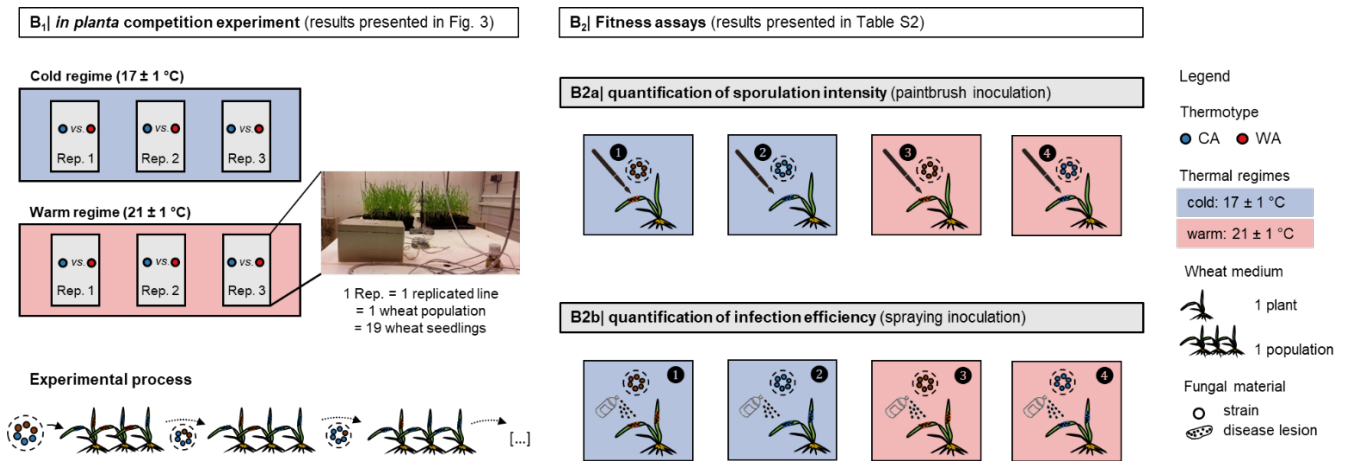 B₁| in planta competition experiment (results presented in Fig. 3)
Cold regime (17 ± 1 °C)
vs. vs. vs.
Rep. 1 Rep. 2 Rep. 3
Warm regime (21 ± 1 °C)
vs. vs. vs.
Rep. 1 Rep. 2 Rep. 3
1 Rep. = 1 replicated line
= 1 wheat population
= 19 wheat seedlings
Experimental process
[...]
B₂| Fitness assays (results presented in Table S2)
B2a| quantification of sporulation intensity (paintbrush inoculation)
1 2 3 4
B2b| quantification of infection efficiency (spraying inoculation)
1 2 3 4
Legend
Thermotype
CA WA
Thermal regimes
cold: 17 ± 1 °C
warm: 21 ± 1 °C
Wheat medium
1 plant
1 population
Fungal material
strain
disease lesion